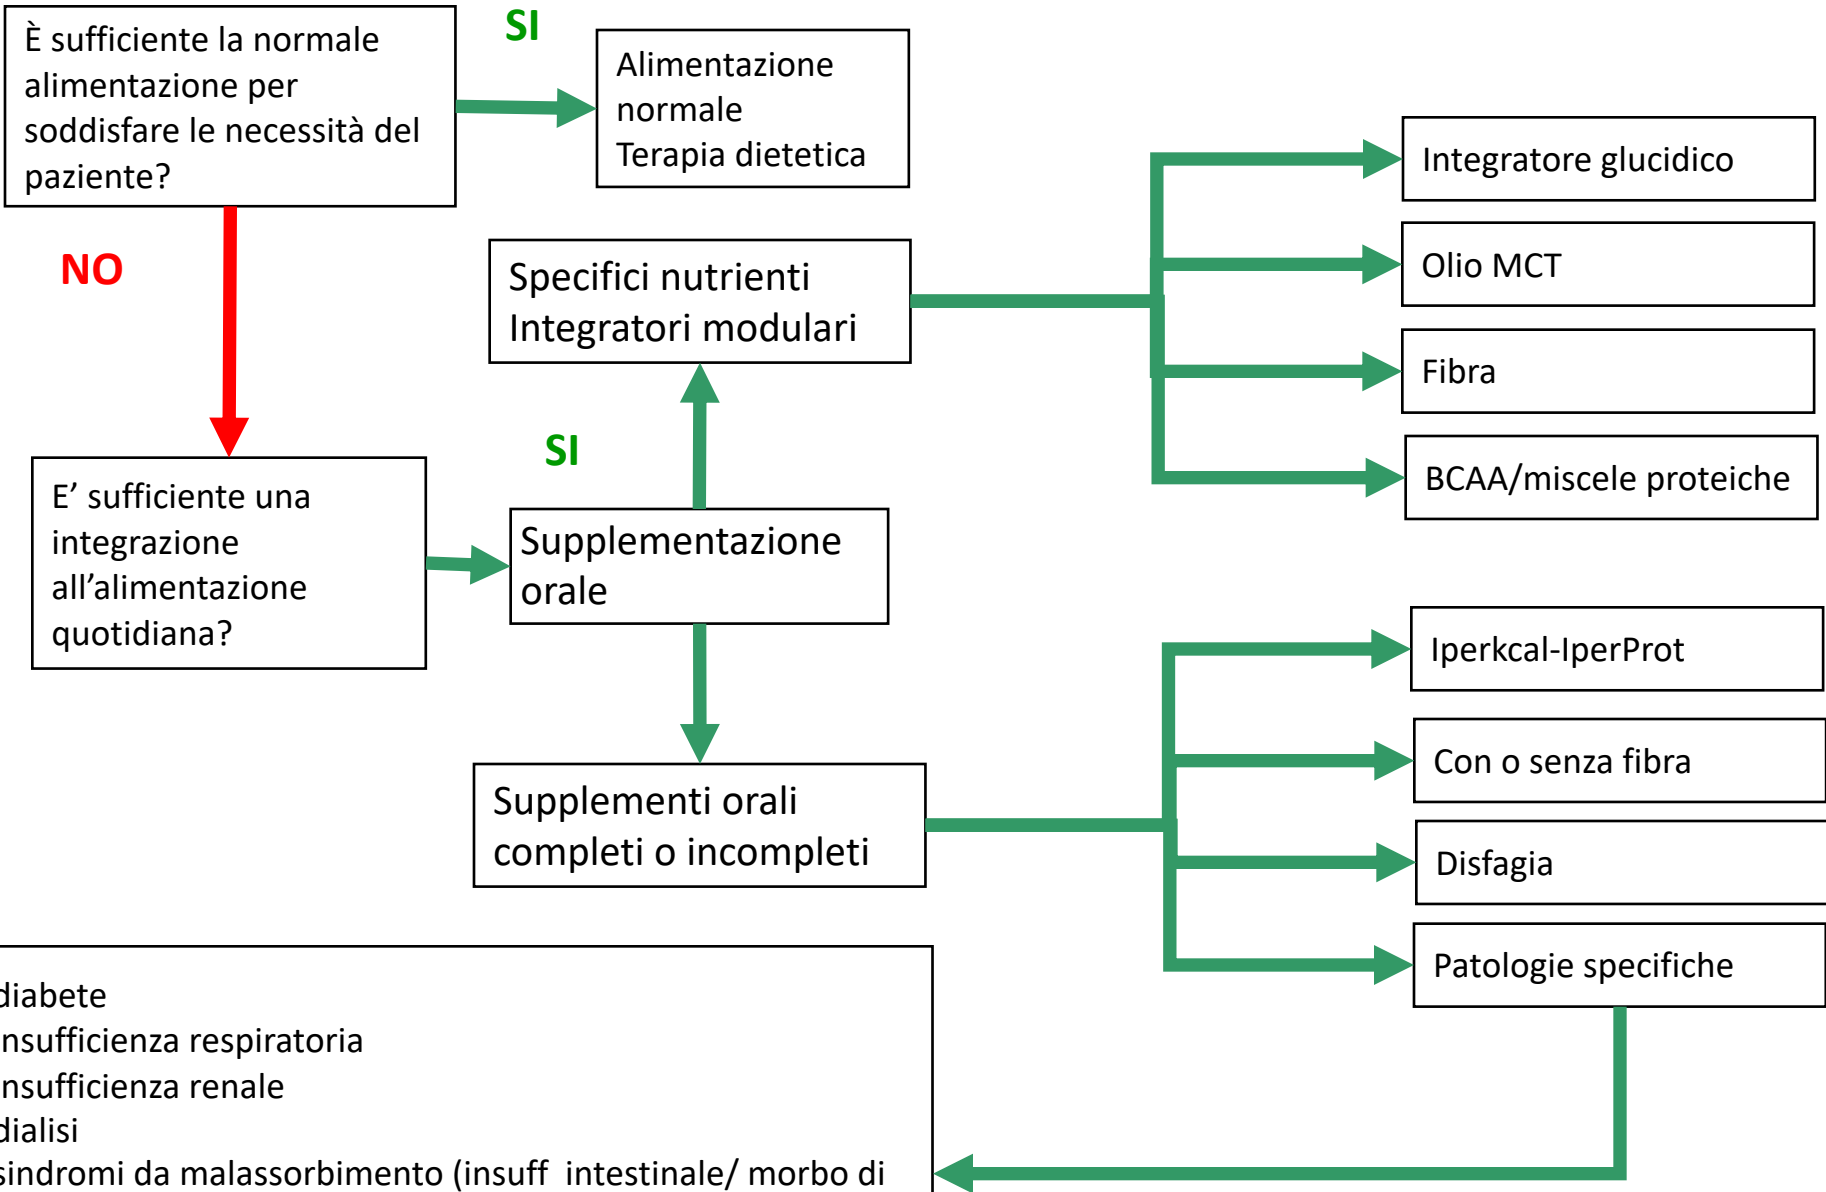 È sufficiente la normale
alimentazione per
soddisfare le necessità del
paziente?
SI
Alimentazione
normale
Terapia dietetica
NO
Specifici nutrienti
Integratori modulari
Integratore glucidico
Olio MCT
Fibra
BCAA/miscele proteiche
SI
E’ sufficiente una
integrazione
all’alimentazione
quotidiana?
Supplementazione
orale
Supplementi orali
completi o incompleti
Iperkcal-IperProt
Con o senza fibra
Disfagia
Patologie specifiche
diabete
nsufficienza respiratoria
nsufficienza renale
dialisi
sindromi da malassorbimento (insuff intestinale/ morbo di